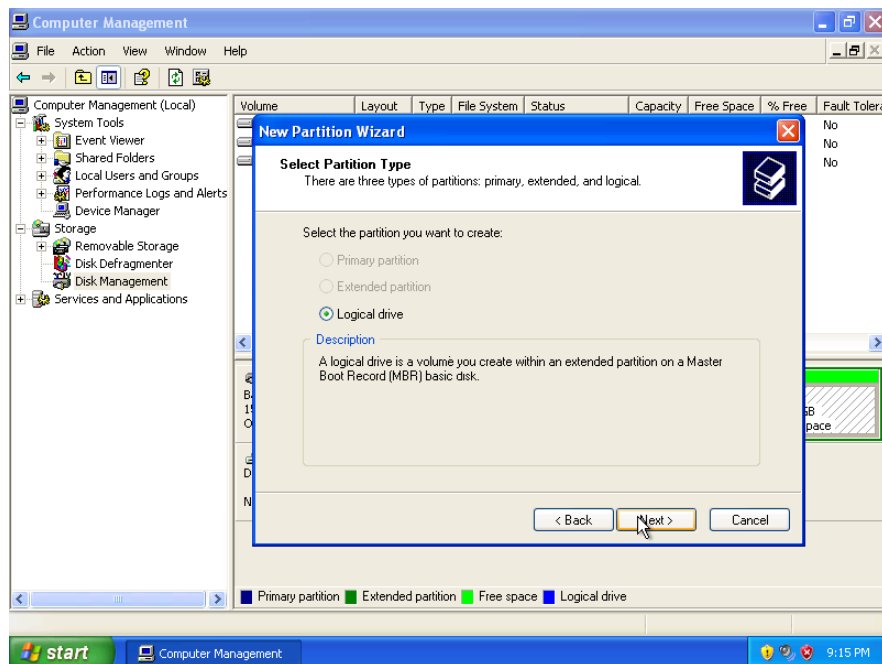 Computer Management
File Action View Window Help
Computer Management (Local)
System Tools
Event Viewer
Shared Folders
Local Users and Groups
Performance Logs and Alerts
Device Manager
Storage
Removable Storage
Disk Defragmenter
Disk Management
Services and Applications
Volume Layout Type File System Status Capacity Free Space % Free Fault Tolera
No
No
No
New Partition Wizard
Select Partition Type
There are three types of partitions: primary, extended, and logical.
Select the partition you want to create:
Primary partition
Extended partition
Logical drive
Description
A logical drive is a volume you create within an extended partition on a Master
Boot Record (MBR) basic disk.
< Back Next > Cancel
GB
pace
Primary partition Extended partition Free space Logical drive
start Computer Management 9:15 PM